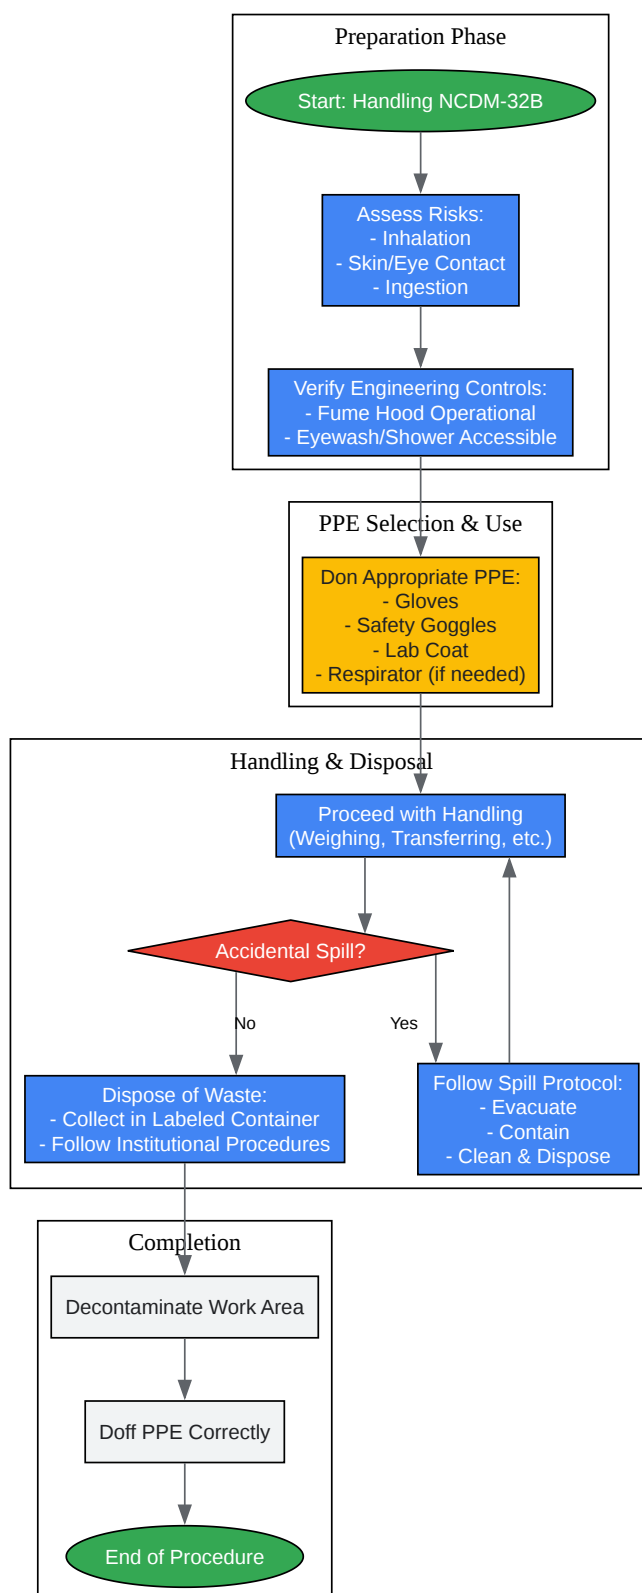 Preparation Phase
Start: Handling NCDM-32B
Assess Risks:
- Inhalation
- Skin/Eye Contact
- Ingestion
Verify Engineering Controls:
- Fume Hood Operational
- Eyewash/Shower Accessible
PPE Selection & Use
Don Appropriate PPE:
- Gloves
- Safety Goggles
- Lab Coat
- Respirator (if needed)
Handling & Disposal
Proceed with Handling
(Weighing, Transferring, etc.)
Accidental Spill?
No
Yes
Dispose of Waste:
- Collect in Labeled Container
- Follow Institutional Procedures
Follow Spill Protocol:
- Evacuate
- Contain
- Clean & Dispose
Completion
Decontaminate Work Area
Doff PPE Correctly
End of Procedure